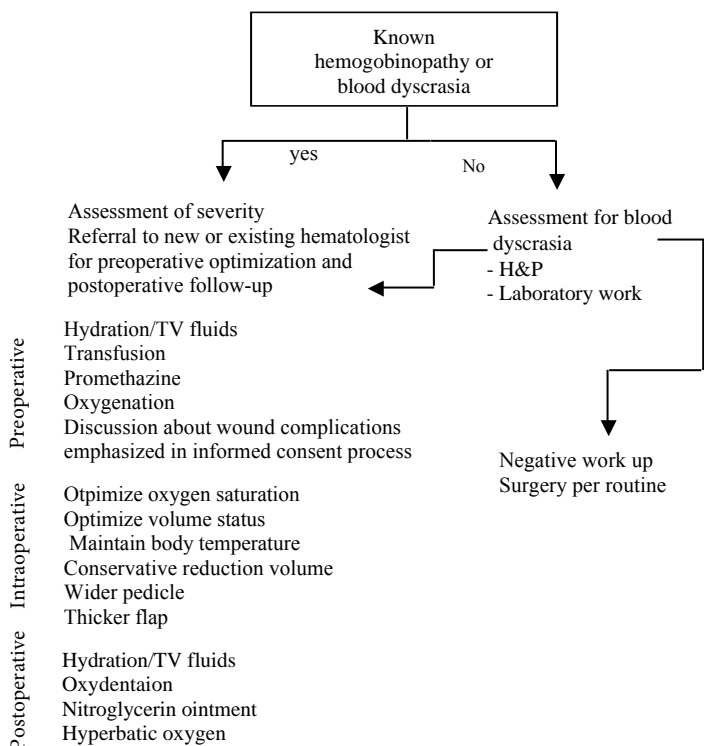 Known
hemogobinopathy or
blood dyscrasia
yes
No
Assessment of severity
Referral to new or existing hematologist
for preoperative optimization and
postoperative follow-up
Assessment for blood
dyscrasia
- H&P
- Laboratory work
Preoperative
Hydration/TV fluids
Transfusion
Promethazine
Oxygenation
Discussion about wound complications
emphasized in informed consent process
Negative work up
Surgery per routine
Intraoperative
Otpimize oxygen saturation
Optimize volume status
Maintain body temperature
Conservative reduction volume
Wider pedicle
Thicker flap
Postoperative
Hydration/TV fluids
Oxydentaion
Nitroglycerin ointment
Hyperbatic oxygen